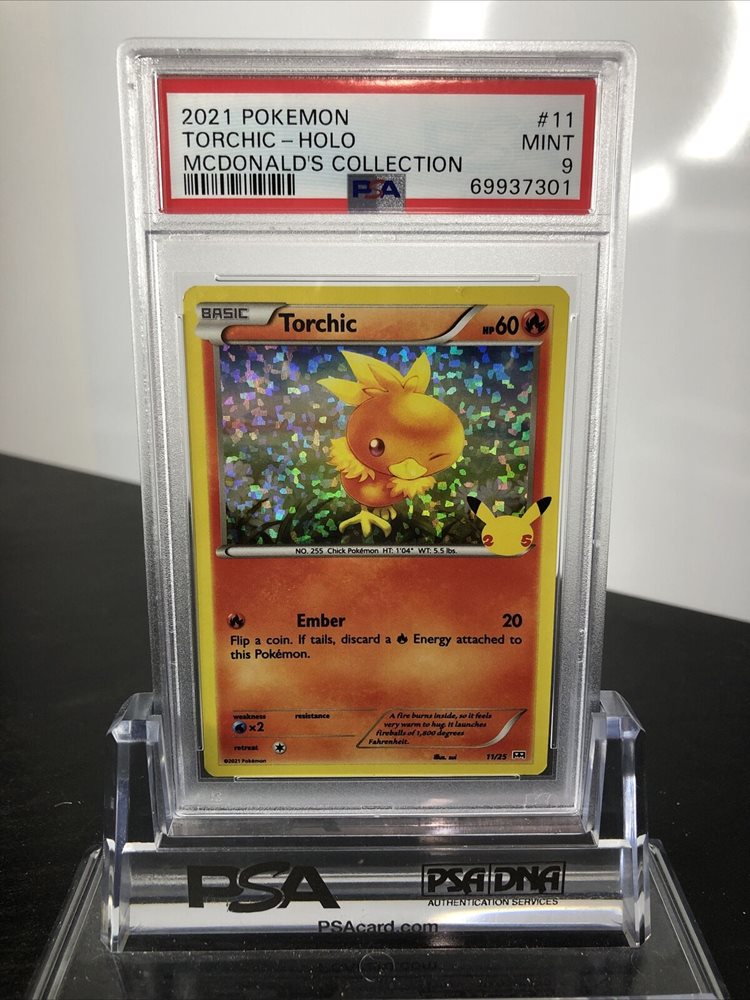 2021 POKEMON #11
TORCHIC – HOLO MINT
MCDONALD'S COLLECTION 9
PSA 69937301
BASIC Torchic HP60
25
NO. 255 Chick Pokémon HT: 1'04" WT: 5.5 lbs.
Ember 20
Flip a coin. If tails, discard a Energy attached to
this Pokémon.
weakness resistance
×2
retreat
A fire burns inside, so it feels
very warm to hug. It launches
fireballs of 1,800 degrees
Fahrenheit.
©2021 Pokémon
Illus. sui 11/25
PSA PSA DNA
AUTHENTICATION SERVICES
PSAcard.com